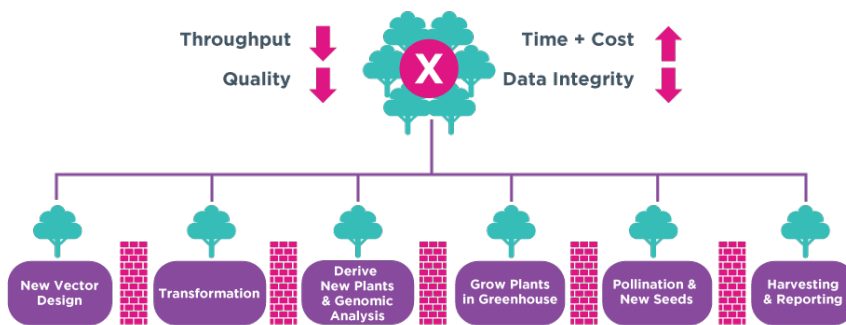 Throughput
Quality
X
Time + Cost
Data Integrity
New Vector
Design
Transformation
Derive
New Plants
& Genomic
Analysis
Grow Plants
in Greenhouse
Pollination &
New Seeds
Harvesting
& Reporting